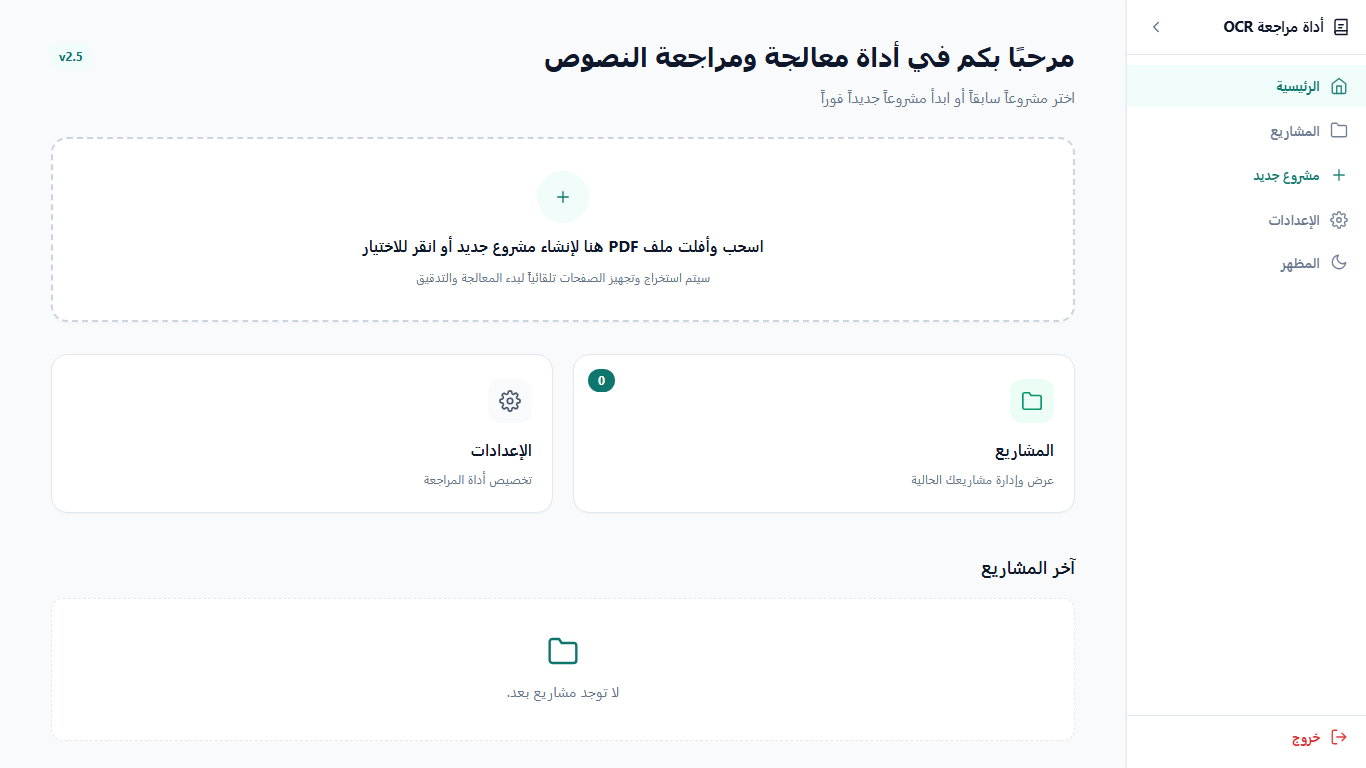 أداة مراجعة OCR
الرئيسية
المشاريع
مشروع جديد
الإعدادات
المظهر
خروج
مرحبًا بكم في أداة معالجة ومراجعة النصوص
v2.5
اختر مشروعاً سابقاً أو ابدأ مشروعاً جديداً فوراً
اسحب وأفلت ملف PDF هنا لإنشاء مشروع جديد أو انقر للاختيار
سيتم استخراج وتجهيز الصفحات تلقائياً لبدء المعالجة والتدقيق
0
المشاريع
عرض وإدارة مشاريعك الحالية
الإعدادات
تخصيص أداة المراجعة
آخر المشاريع
لا توجد مشاريع بعد.